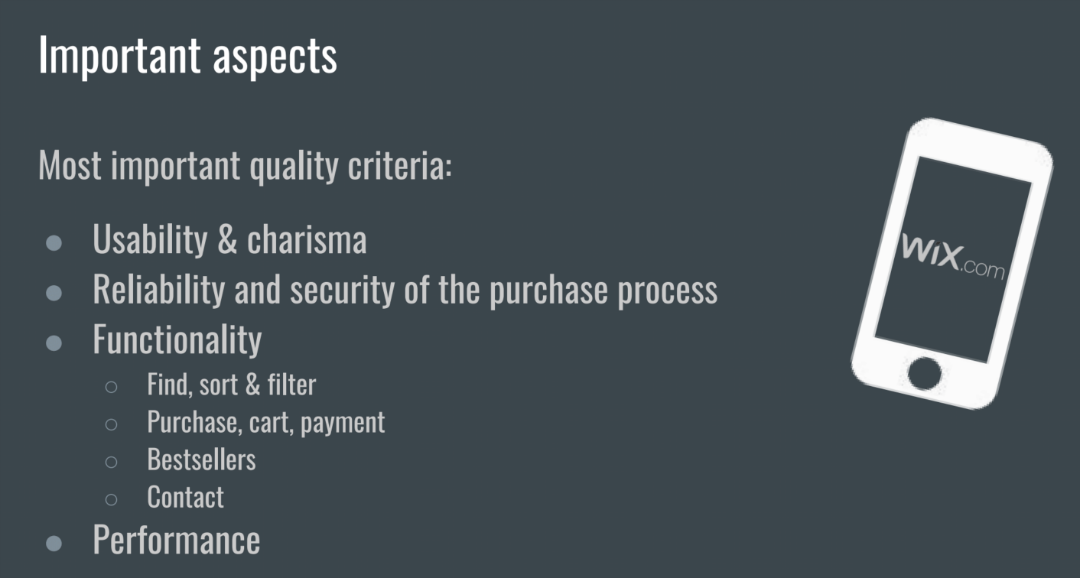 Important aspects
Most important quality criteria:
Usability & charisma
Reliability and security of the purchase process
Functionality
Find, sort & filter
Purchase, cart, payment
Bestsellers
Contact
Performance
WiX.com